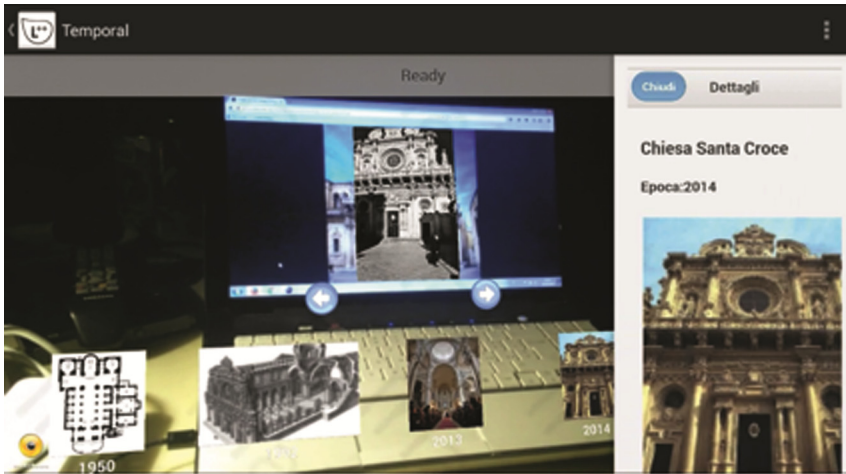 L++
Temporal
Ready
Chiudi
Dettagli
Chiesa Santa Croce
Epoca:2014
1950
2013
2014